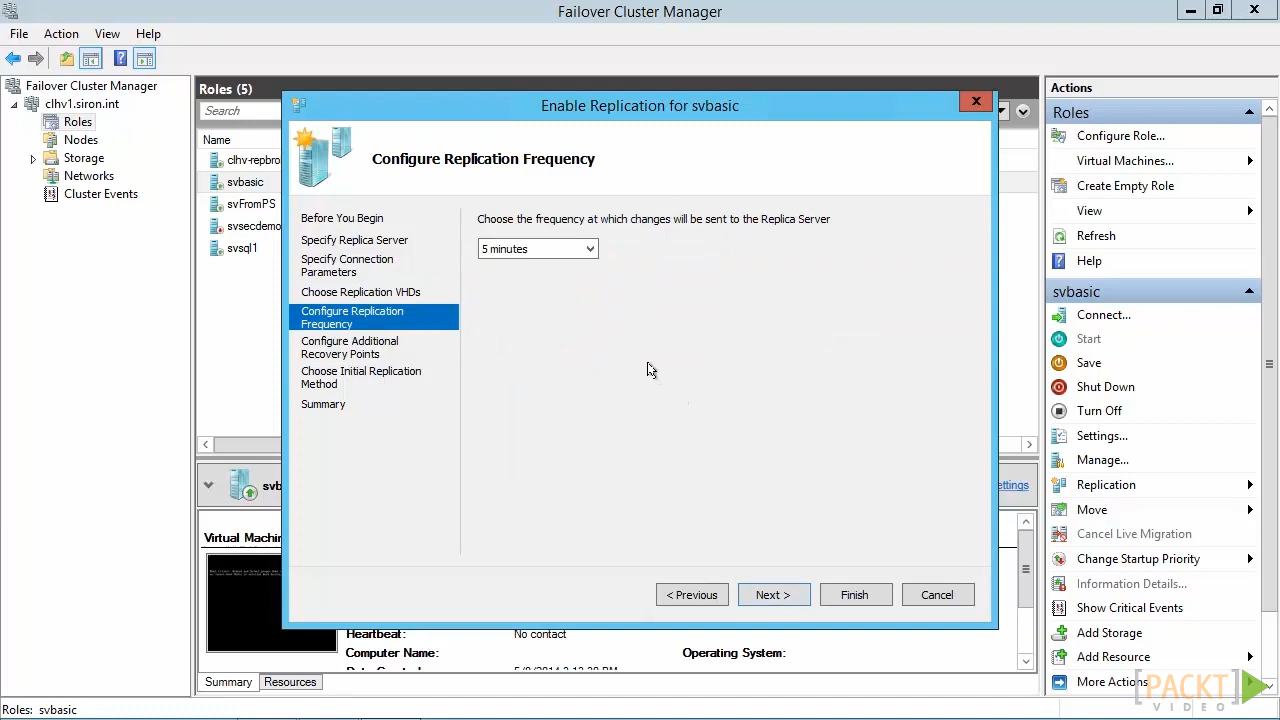 Failover Cluster Manager
File Action View Help
Failover Cluster Manager
clhv1.siron.int
Roles
Nodes
Storage
Networks
Cluster Events
Roles (5)
Search
Name
clhv-repbro
svbasic
svFromPS
svsecdemo
svsql1
Enable Replication for svbasic
Configure Replication Frequency
Before You Begin
Specify Replica Server
Specify Connection
Parameters
Choose Replication VHDs
Configure Replication
Frequency
Configure Additional
Recovery Points
Choose Initial Replication
Method
Summary
Choose the frequency at which changes will be sent to the Replica Server
5 minutes
< Previous
Next >
Finish
Cancel
svb
ettings
Virtual Machin
Heartbeat: No contact
Computer Name: Operating System:
Summary
Resources
Actions
Roles
Configure Role...
Virtual Machines...
Create Empty Role
View
Refresh
Help
svbasic
Connect...
Start
Save
Shut Down
Turn Off
Settings...
Manage...
Replication
Move
Cancel Live Migration
Change Startup Priority
Information Details...
Show Critical Events
Add Storage
Add Resource
More Actions
PACKT
VIDEO
Roles: svbasic